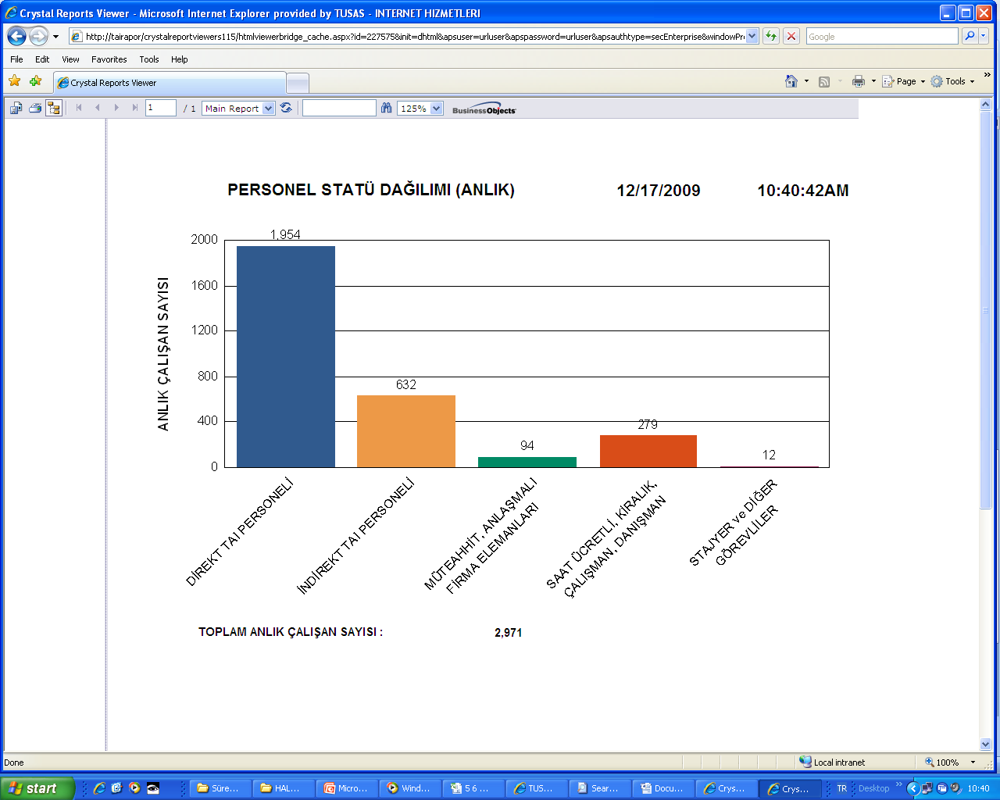 Crystal Reports Viewer - Microsoft Internet Explorer provided by TUSAS - INTERNET HIZMETLERI
http://tairapor/crystalreportviewers115/htmlviewerbridge_cache.aspx?id=227575&init=dhtml&apsuser=urluser&apspassword=urluser&apsauthtype=secEnterprise&windowPr
Google
File Edit View Favorites Tools Help
Crystal Reports Viewer
Page Tools
1 / 1 Main Report 125% BusinessObjects
PERSONEL STATÜ DAĞILIMI (ANLIK) 12/17/2009 10:40:42AM
ANLIK ÇALIŞAN SAYISI
2000
1600
1200
800
400
0
1,954
632
94
279
12
DİREKT TAI PERSONELİ
İNDİREKT TAI PERSONELİ
MÜTEAHHİT, ANLAŞMALI
FİRMA ELEMANLARI
SAAT ÜCRETLİ, KİRALIK,
ÇALIŞMAN, DANIŞMAN
STAJYER ve DİĞER
GÖREVLİLER
TOPLAM ANLIK ÇALIŞAN SAYISI : 2,971
Done Local intranet 100%
start Süre... HAL... Micro... Wind... 5 6 ... TUS... Sear... Docu... Crys... Crys... TR Desktop 10:40